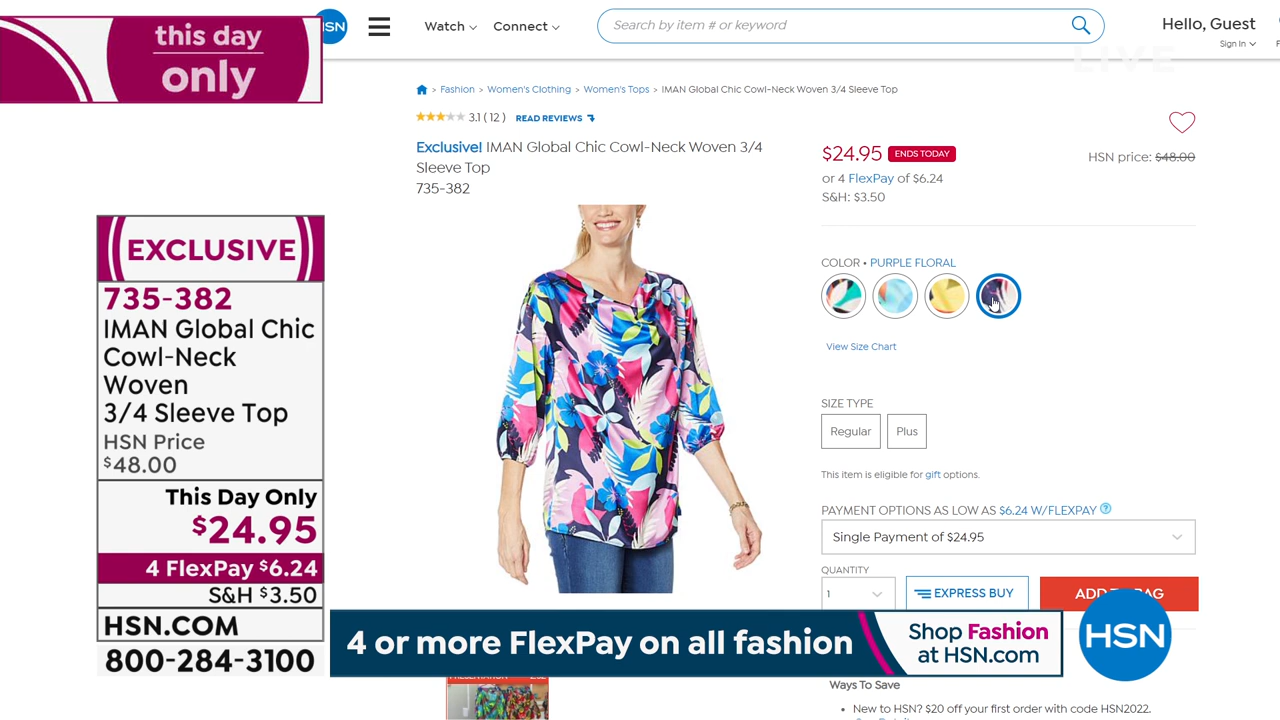 this day
only
HSN
Watch
Connect
Search by item # or keyword
Hello, Guest
Sign In
LIVE
> Fashion > Women's Clothing > Women's Tops > IMAN Global Chic Cowl-Neck Woven 3/4 Sleeve Top
3.1 ( 12 ) READ REVIEWS
Exclusive! IMAN Global Chic Cowl-Neck Woven 3/4
Sleeve Top
735-382
$24.95 ENDS TODAY
HSN price: $48.00
or 4 FlexPay of $6.24
S&H: $3.50
COLOR • PURPLE FLORAL
View Size Chart
SIZE TYPE
Regular
Plus
This item is eligible for gift options.
PAYMENT OPTIONS AS LOW AS $6.24 W/FLEXPAY ?
Single Payment of $24.95
QUANTITY
1
EXPRESS BUY
EXCLUSIVE
735-382
IMAN Global Chic
Cowl-Neck
Woven
3/4 Sleeve Top
HSN Price
$48.00
This Day Only
$24.95
4 FlexPay $6.24
S&H $3.50
HSN.COM
800-284-3100
4 or more FlexPay on all fashion
Shop Fashion
at HSN.com
HSN
Ways To Save
• New to HSN? $20 off your first order with code HSN2022.